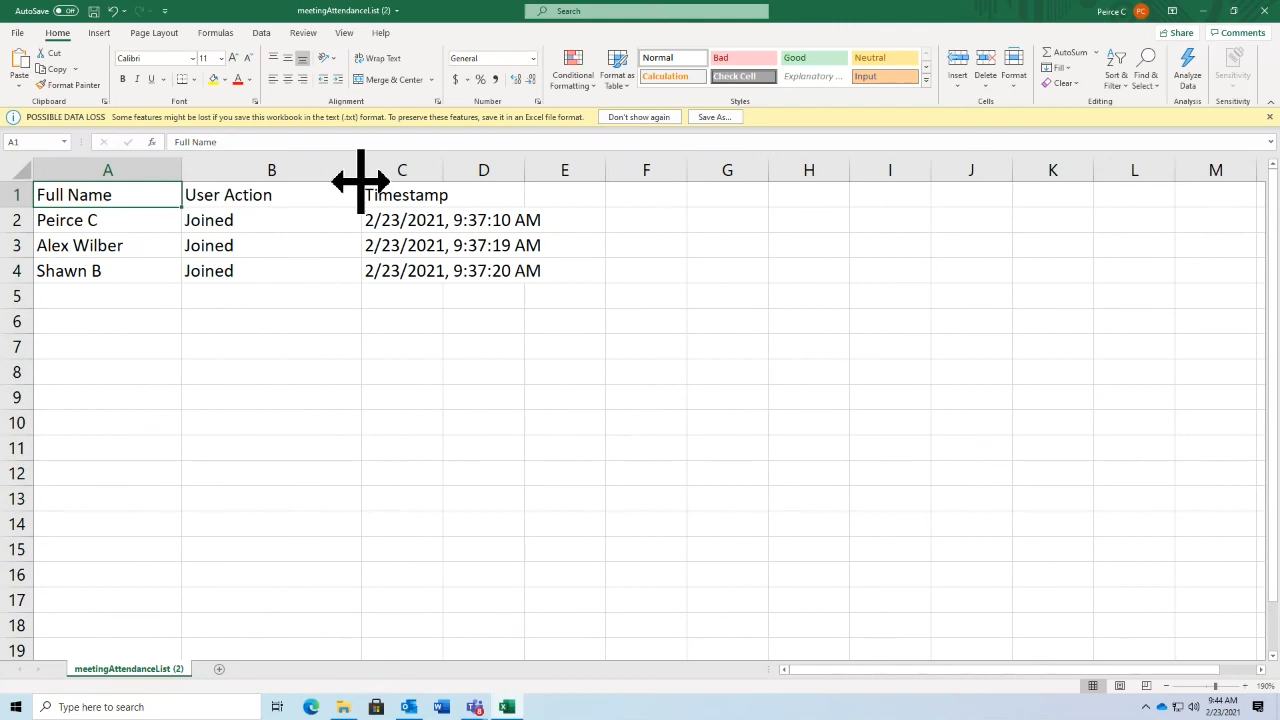 AutoSave Off meetingAttendanceList (2) Search Peirce C PC
File Home Insert Page Layout Formulas Data Review View Help Share Comments
Paste Cut Copy Format Painter Clipboard
Calibri 11 A A B I U A Font
Wrap Text Merge & Center Alignment
General $ % , Number
Conditional Formatting Format as Table Normal Bad Good Neutral Calculation Check Cell Explanatory ... Input Styles
Insert Delete Format Cells
AutoSum Fill Clear Sort & Filter Find & Select Editing
Analyze Data Analysis
Sensitivity Sensitivity
POSSIBLE DATA LOSS Some features might be lost if you save this workbook in the text (.txt) format. To preserve these features, save it in an Excel file format. Don't show again Save As...
A1 fx Full Name
A B C D E F G H I J K L M
1 Full Name User Action Timestamp
2 Peirce C Joined 2/23/2021, 9:37:10 AM
3 Alex Wilber Joined 2/23/2021, 9:37:19 AM
4 Shawn B Joined 2/23/2021, 9:37:20 AM
5
6
7
8
9
10
11
12
13
14
15
16
17
18
19
meetingAttendanceList (2)
190%
Type here to search 9:44 AM
2/23/2021